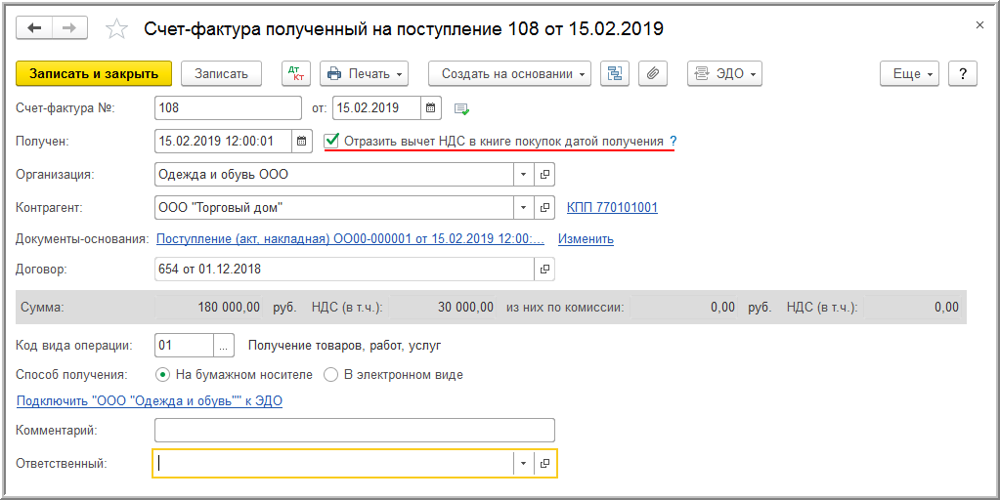 Счет-фактура полученный на поступление 108 от 15.02.2019
Записать и закрыть Записать Дт Кт Печать Создать на основании ЭДО Еще ?
Счет-фактура №: 108 от: 15.02.2019
Получен: 15.02.2019 12:00:01 Отразить вычет НДС в книге покупок датой получения ?
Организация: Одежда и обувь ООО
Контрагент: ООО "Торговый дом" КПП 770101001
Документы-основания: Поступление (акт, накладная) ОО00-000001 от 15.02.2019 12:00:... Изменить
Договор: 654 от 01.12.2018
Сумма: 180 000,00 руб. НДС (в т.ч.): 30 000,00 из них по комиссии: 0,00 руб. НДС (в т.ч.): 0,00
Код вида операции: 01 ... Получение товаров, работ, услуг
Способ получения: На бумажном носителе В электронном виде
Подключить "ООО "Одежда и обувь"" к ЭДО
Комментарий:
Ответственный: